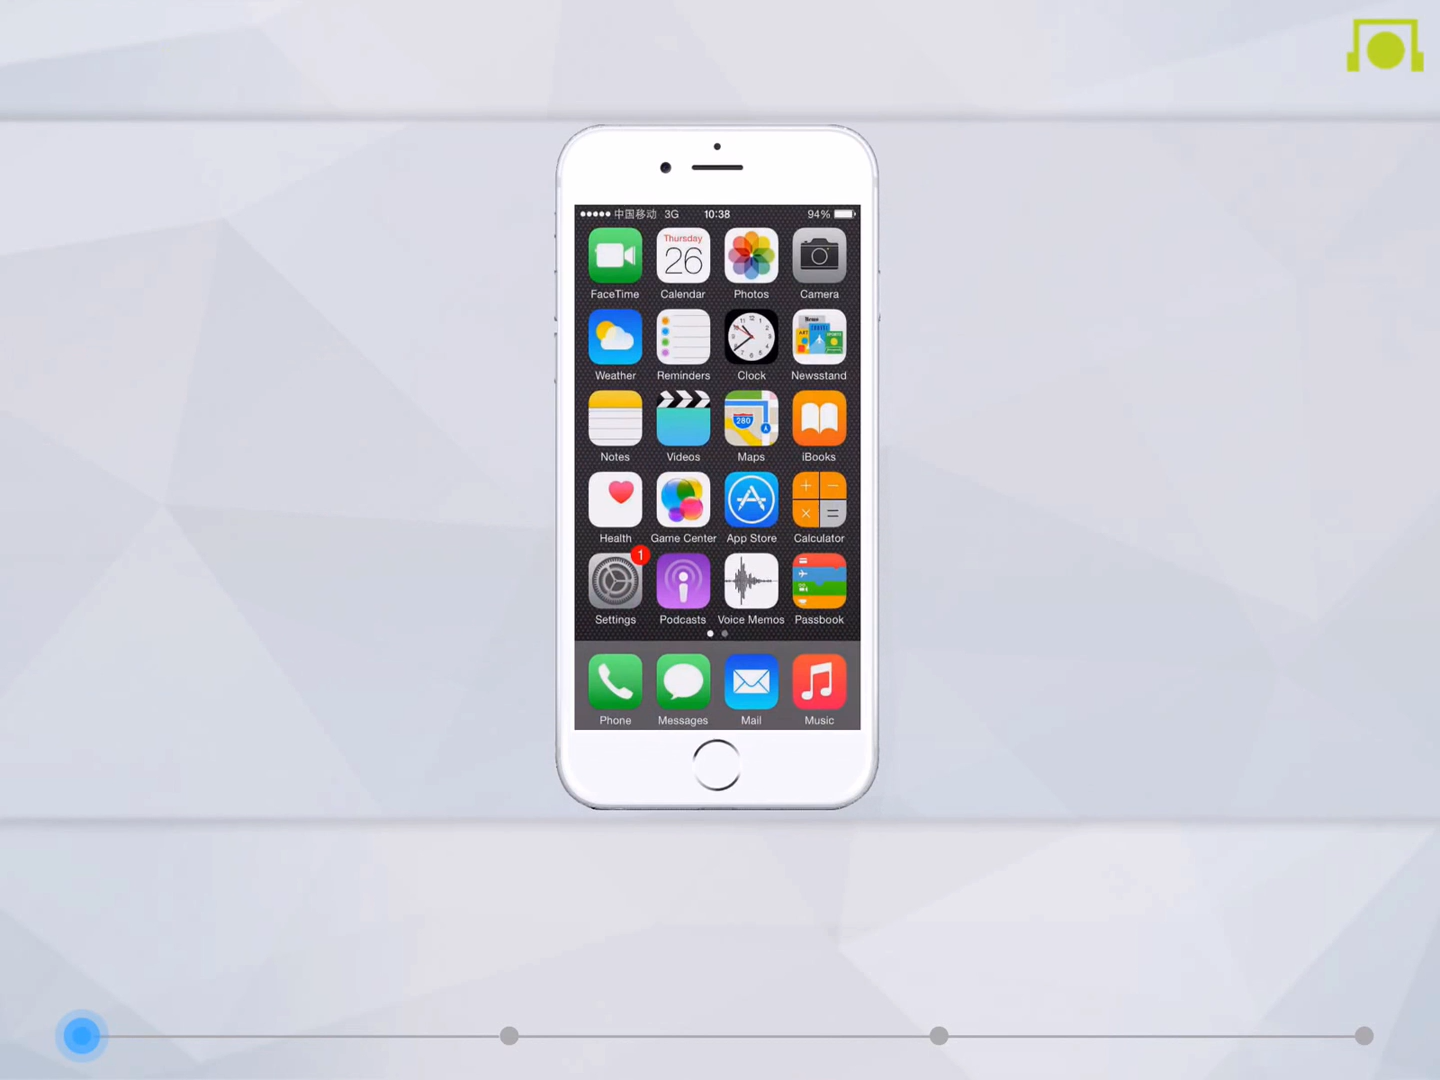 中国移动 3G 10:38 94%
Thursday
26
FaceTime Calendar Photos Camera
280
Weather Reminders Clock Newsstand
Notes Videos Maps iBooks
Health Game Center App Store Calculator
1
Settings Podcasts Voice Memos Passbook
Phone Messages Mail Music